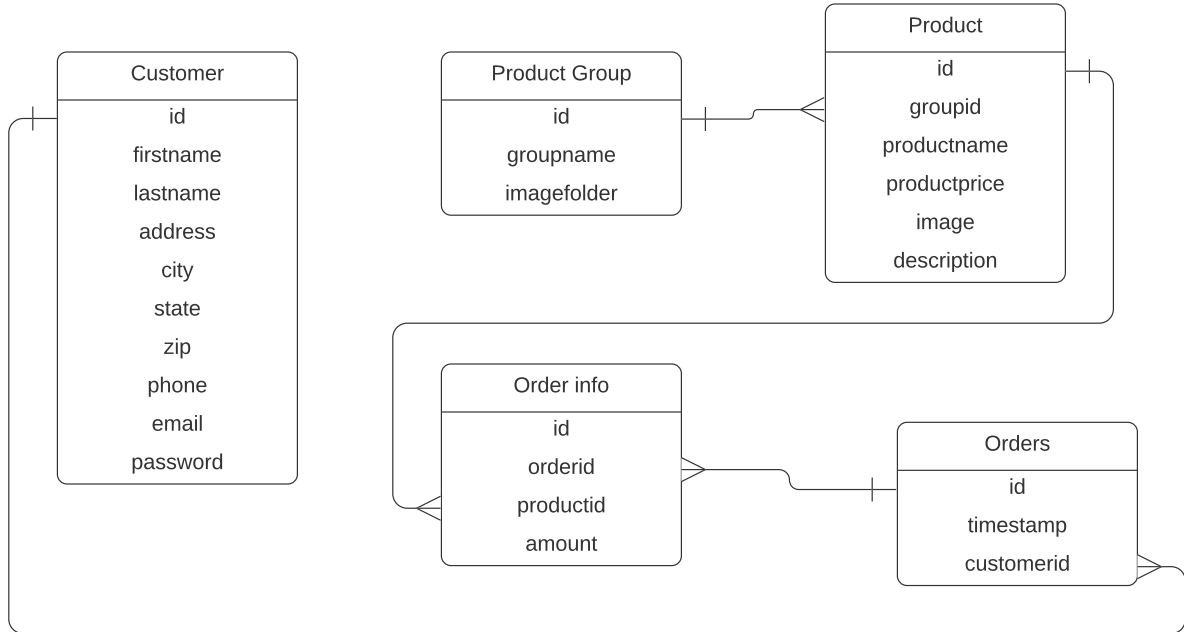 Customer
id
firstname
lastname
address
city
state
zip
phone
email
password
Product Group
id
groupname
imagefolder
Product
id
groupid
productname
productprice
image
description
Order info
id
orderid
productid
amount
Orders
id
timestamp
customerid